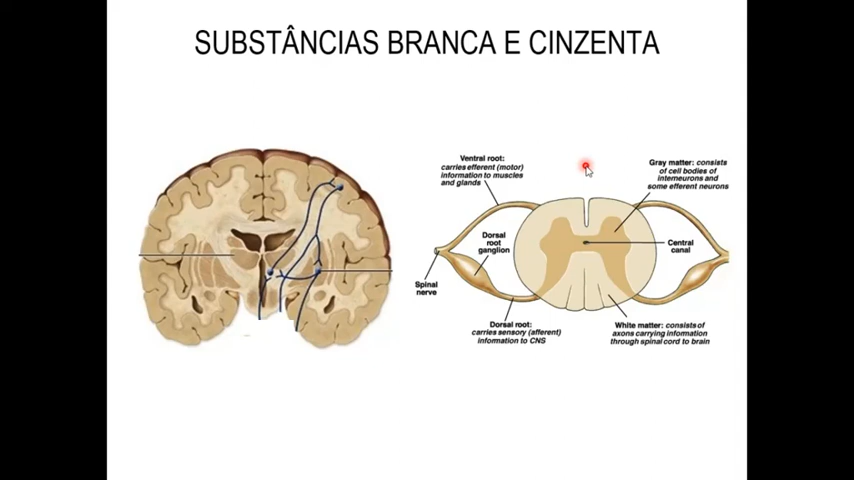 SUBSTÂNCIAS BRANCA E CINZENTA
Ventral root:
carries efferent (motor)
information to muscles
and glands
Gray matter: consists
of cell bodies of
interneurons and
some efferent neurons
Dorsal
root
ganglion
Central
canal
Spinal
nerve
Dorsal root:
carries sensory (afferent)
information to CNS
White matter: consists of
axons carrying information
through spinal cord to brain